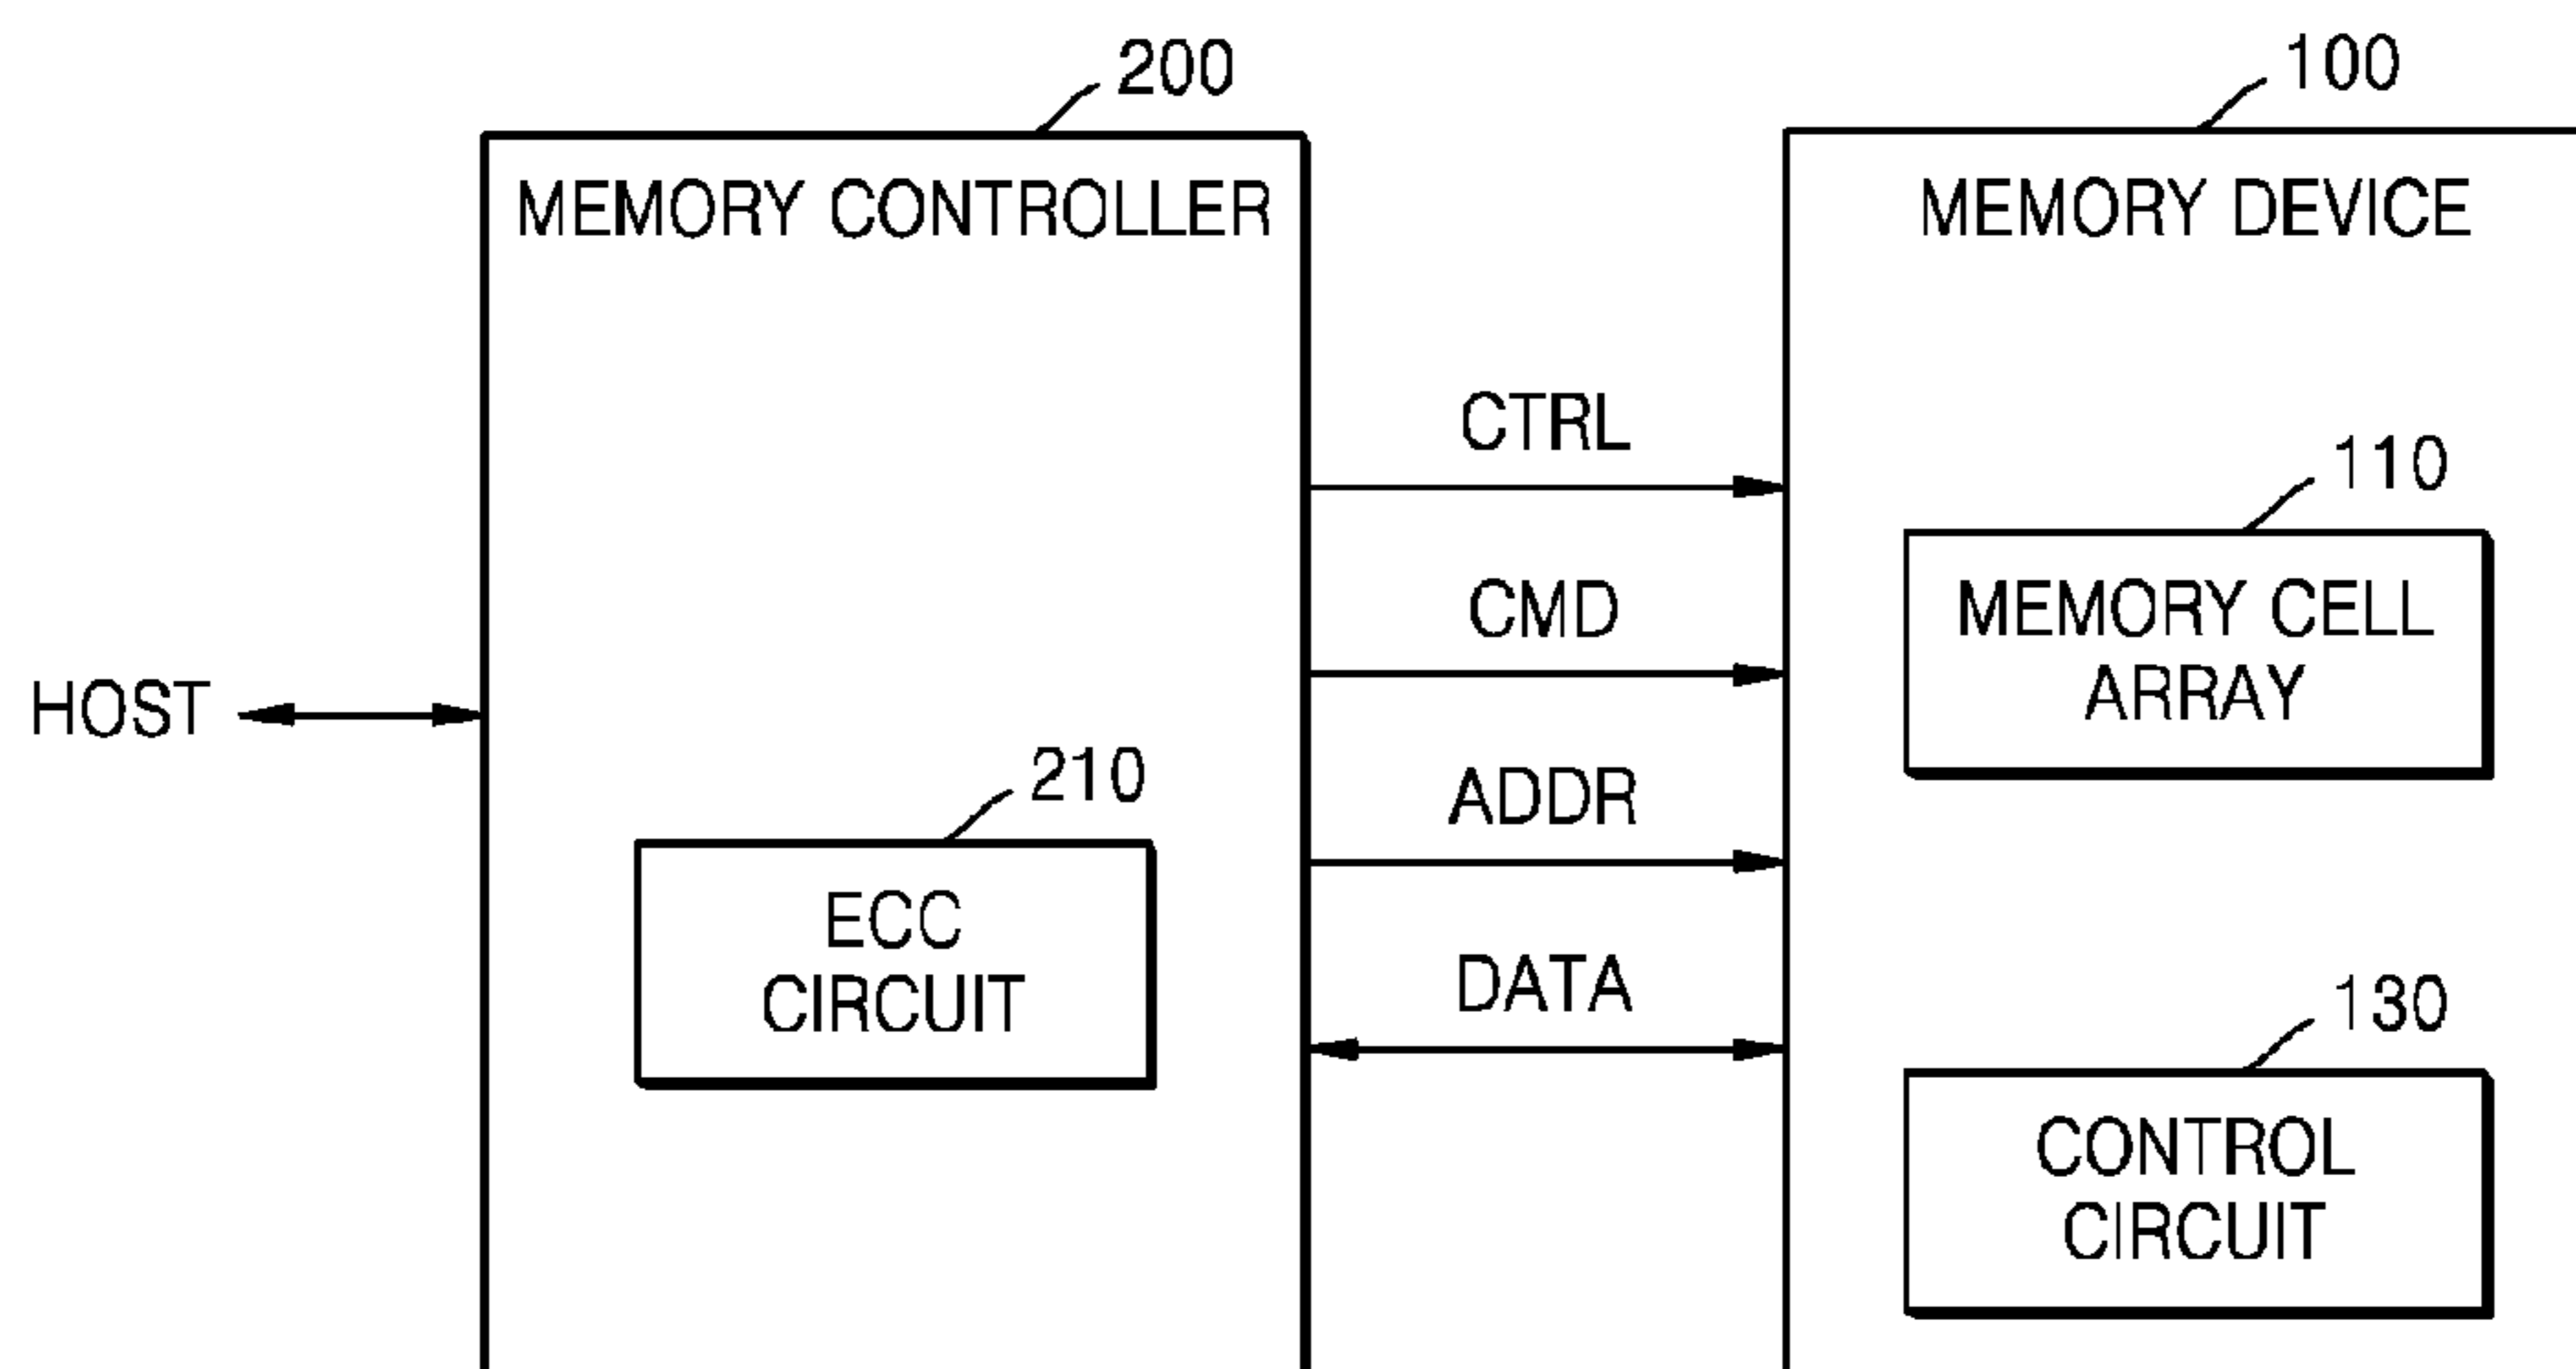 200
100
MEMORY CONTROLLER
MEMORY DEVICE
CTRL
110
CMD
MEMORY CELL
ARRAY
HOST
210
ADDR
ECC
CIRCUIT
DATA
130
CONTROL
CIRCUIT